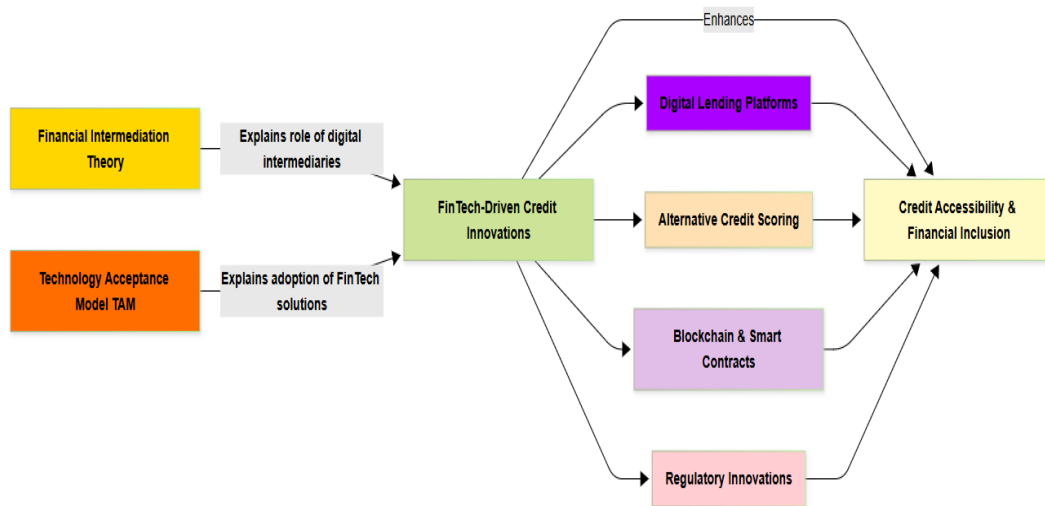 Enhances
Digital Lending Platforms
Financial Intermediation
Theory
Explains role of digital
intermediaries
FinTech-Driven Credit
Innovations
Alternative Credit Scoring
Credit Accessibility &
Financial Inclusion
Technology Acceptance
Model TAM
Explains adoption of FinTech
solutions
Blockchain & Smart
Contracts
Regulatory Innovations